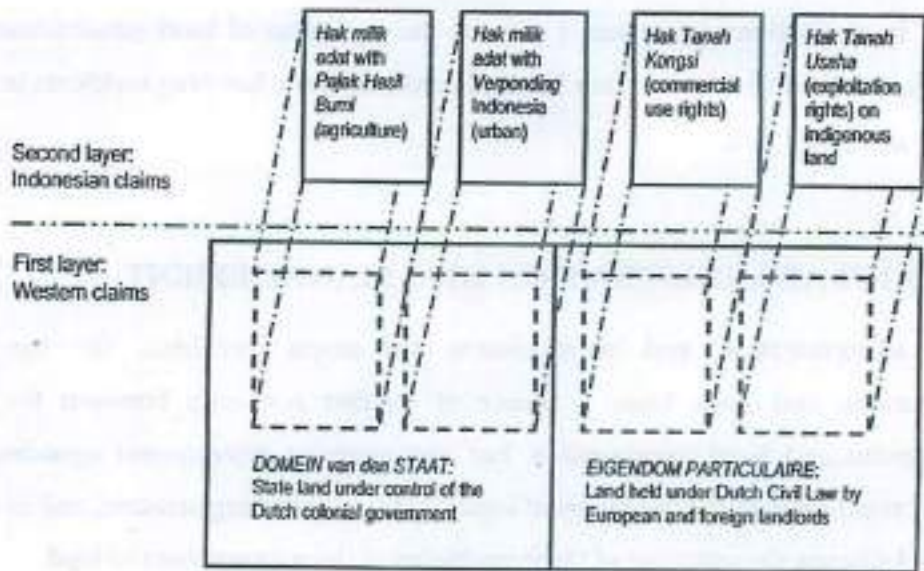 Hak milik
adat with
Pajak Hasil
Bumi
(agriculture)
Hak milik
adat with
Verponding
Indonesia
(urban)
Hak Tanah
Kongsi
(commercial
use rights)
Hak Tanah
Usaha
(exploitation
rights) on
indigenous
land
Second layer:
Indonesian claims
First layer:
Western claims
DOMEIN van den STAAT:
State land under control of the
Dutch colonial government
EIGENDOM PARTICULAIRE:
Land held under Dutch Civil Law by
European and foreign landlords